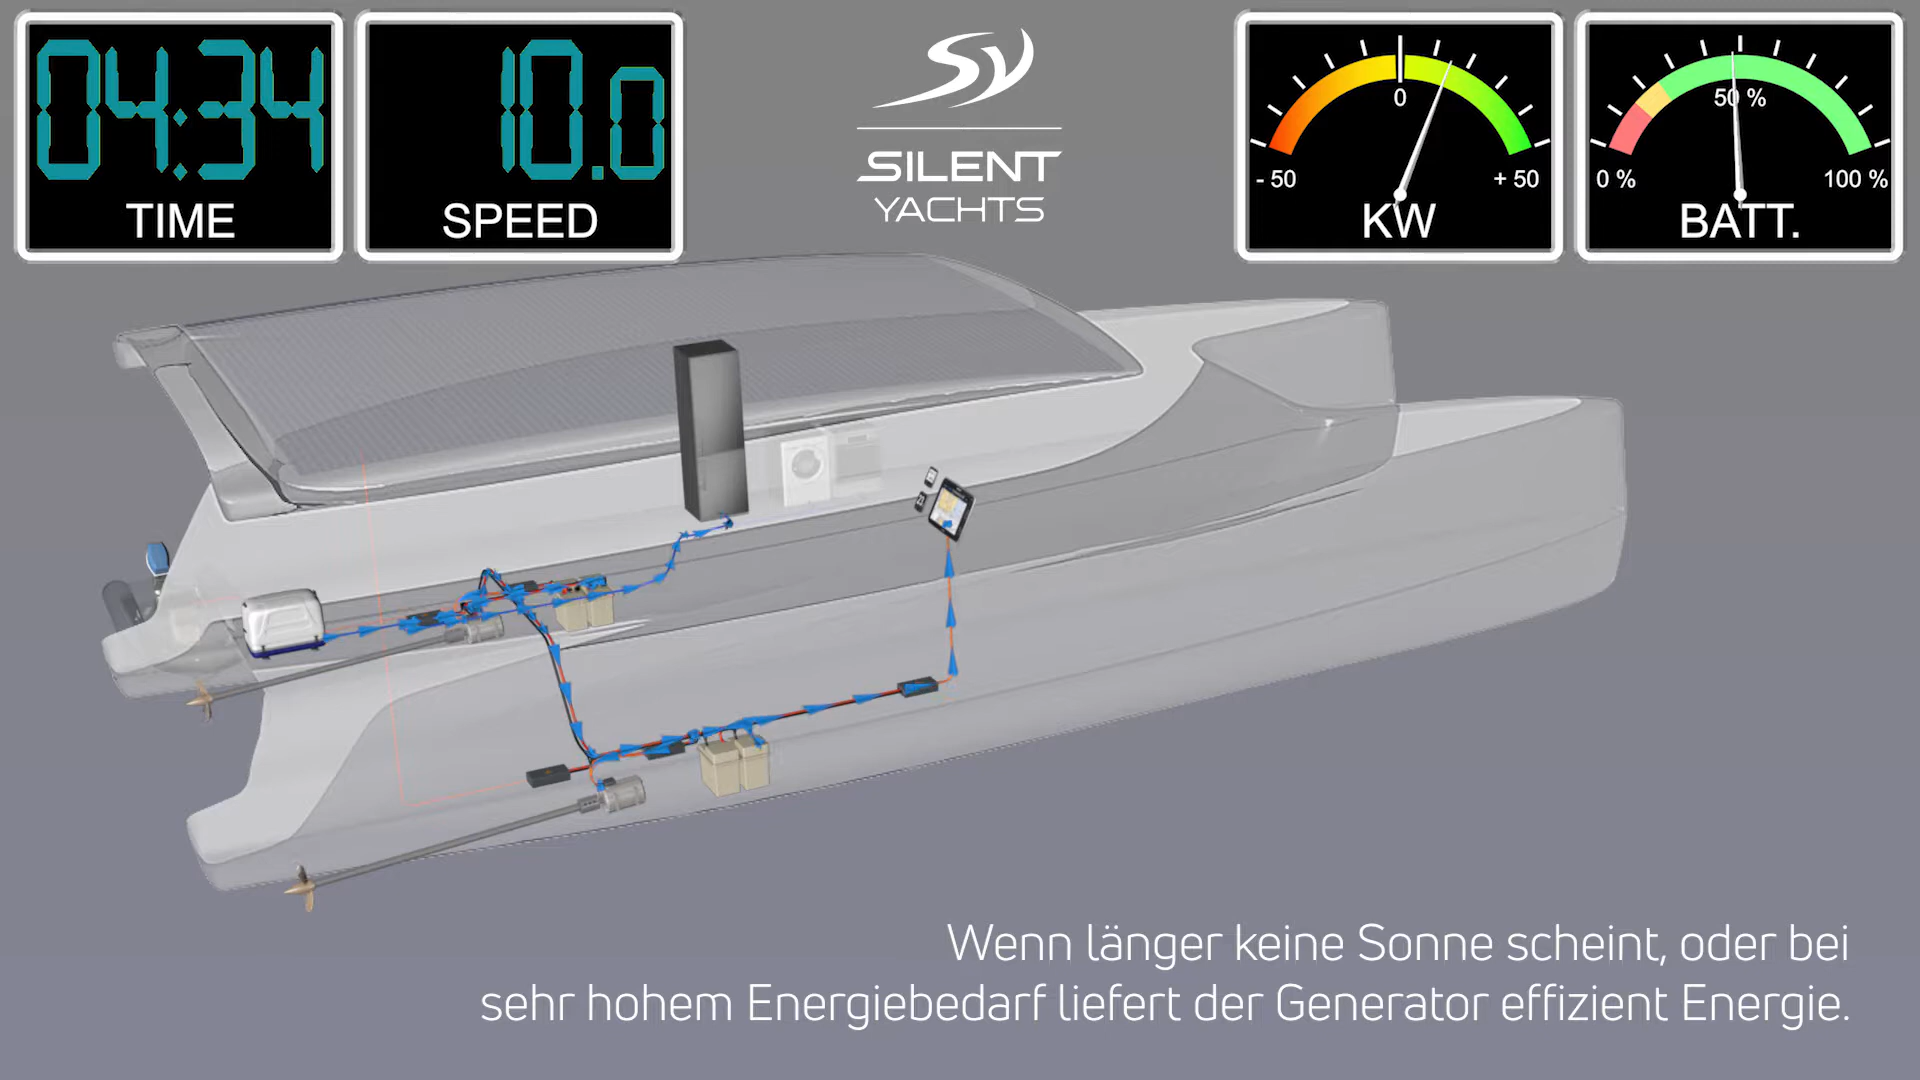 04:34
TIME
10.0
SPEED
SV
SILENT
YACHTS
0
- 50
+ 50
KW
50 %
0 %
100 %
BATT.
Wenn länger keine Sonne scheint, oder bei
sehr hohem Energiebedarf liefert der Generator effizient Energie.